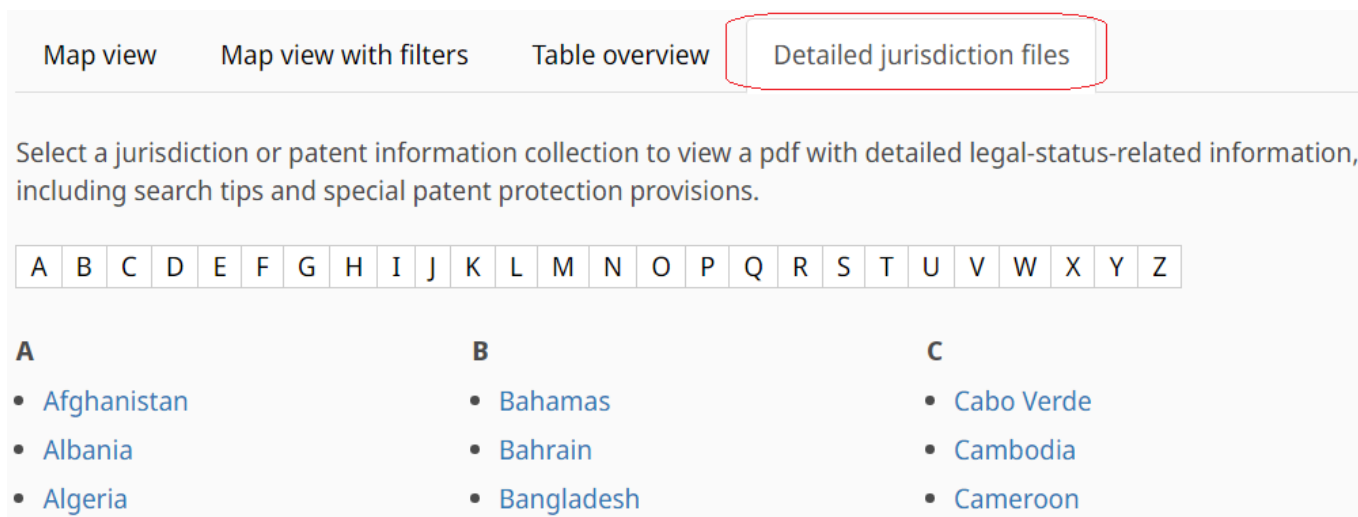 Map view Map view with filters Table overview Detailed jurisdiction files
Select a jurisdiction or patent information collection to view a pdf with detailed legal-status-related information,
including search tips and special patent protection provisions.
A B C D E F G H I J K L M N O P Q R S T U V W X Y Z
A B C
Afghanistan Bahamas Cabo Verde
Albania Bahrain Cambodia
Algeria Bangladesh Cameroon